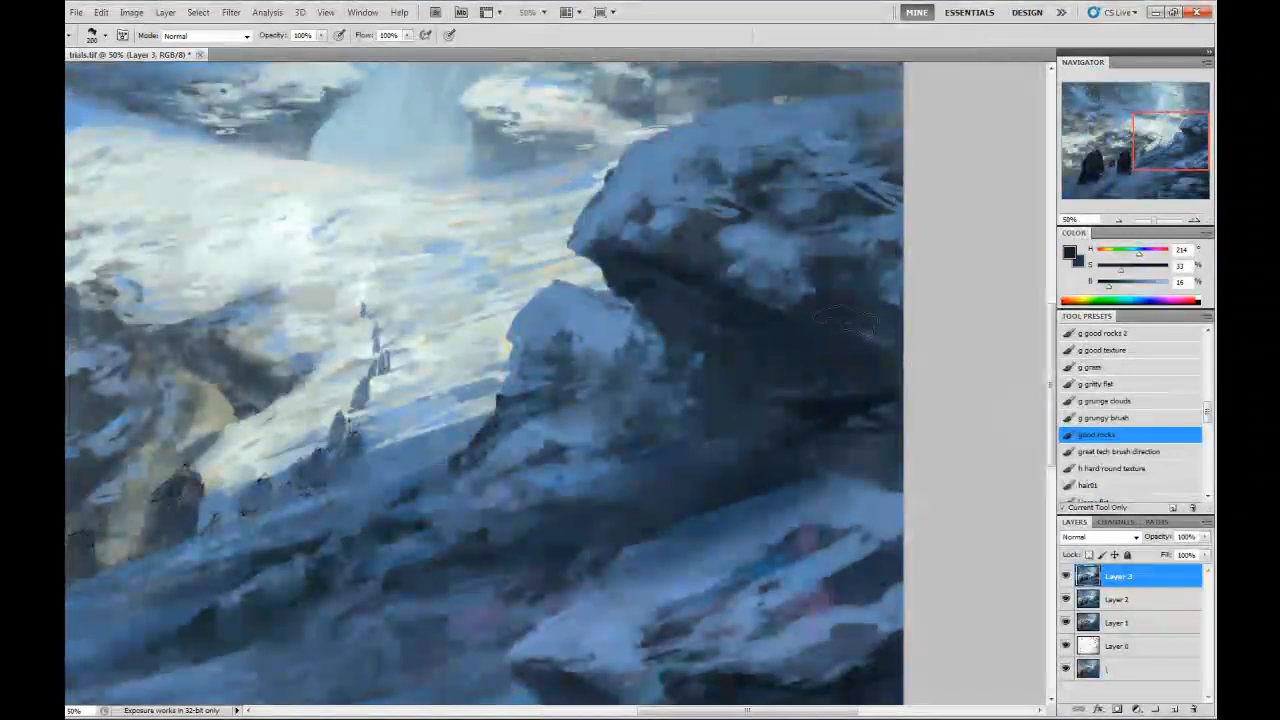 File Edit Image Layer Select Filter Analysis 3D View Window Help Mb 50% MINE ESSENTIALS DESIGN CS Live
200 Mode: Normal Opacity: 100% Flow: 100%
trials.tif @ 50% (Layer 3, RGB/8) *
NAVIGATOR
50%
COLOR
H 214 °
S 33 %
B 16 %
TOOL PRESETS
g good rocks 2
g good texture
g grass
g gritty flat
g grunge clouds
g grungy brush
good rocks
great tech brush direction
h hard round texture
hair01
Current Tool Only
LAYERS CHANNELS PATHS
Normal Opacity: 100%
Lock: Fill: 100%
Layer 3
Layer 2
Layer 1
Layer 0
\
50% Exposure works in 32-bit only